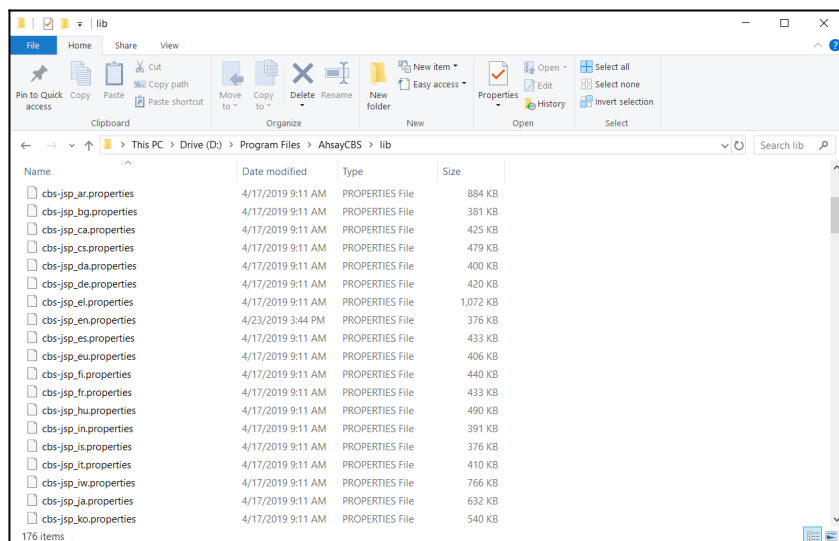 lib
File Home Share View
Pin to Quick access
Copy
Paste
Cut
Copy path
Paste shortcut
Clipboard
Move to
Copy to
Delete
Rename
Organize
New folder
New item
Easy access
New
Properties
Open
Edit
History
Open
Select all
Select none
Invert selection
Select
This PC > Drive (D:) > Program Files > AhsayCBS > lib
Search lib
Name Date modified Type Size
cbs-jsp_ar.properties 4/17/2019 9:11 AM PROPERTIES File 884 KB
cbs-jsp_bg.properties 4/17/2019 9:11 AM PROPERTIES File 381 KB
cbs-jsp_ca.properties 4/17/2019 9:11 AM PROPERTIES File 425 KB
cbs-jsp_cs.properties 4/17/2019 9:11 AM PROPERTIES File 479 KB
cbs-jsp_da.properties 4/17/2019 9:11 AM PROPERTIES File 400 KB
cbs-jsp_de.properties 4/17/2019 9:11 AM PROPERTIES File 420 KB
cbs-jsp_el.properties 4/17/2019 9:11 AM PROPERTIES File 1,072 KB
cbs-jsp_en.properties 4/23/2019 3:44 PM PROPERTIES File 376 KB
cbs-jsp_es.properties 4/17/2019 9:11 AM PROPERTIES File 433 KB
cbs-jsp_eu.properties 4/17/2019 9:11 AM PROPERTIES File 406 KB
cbs-jsp_fi.properties 4/17/2019 9:11 AM PROPERTIES File 440 KB
cbs-jsp_fr.properties 4/17/2019 9:11 AM PROPERTIES File 433 KB
cbs-jsp_hu.properties 4/17/2019 9:11 AM PROPERTIES File 490 KB
cbs-jsp_in.properties 4/17/2019 9:11 AM PROPERTIES File 391 KB
cbs-jsp_is.properties 4/17/2019 9:11 AM PROPERTIES File 376 KB
cbs-jsp_it.properties 4/17/2019 9:11 AM PROPERTIES File 410 KB
cbs-jsp_iw.properties 4/17/2019 9:11 AM PROPERTIES File 766 KB
cbs-jsp_ja.properties 4/17/2019 9:11 AM PROPERTIES File 632 KB
cbs-jsp_ko.properties 4/17/2019 9:11 AM PROPERTIES File 540 KB
176 items